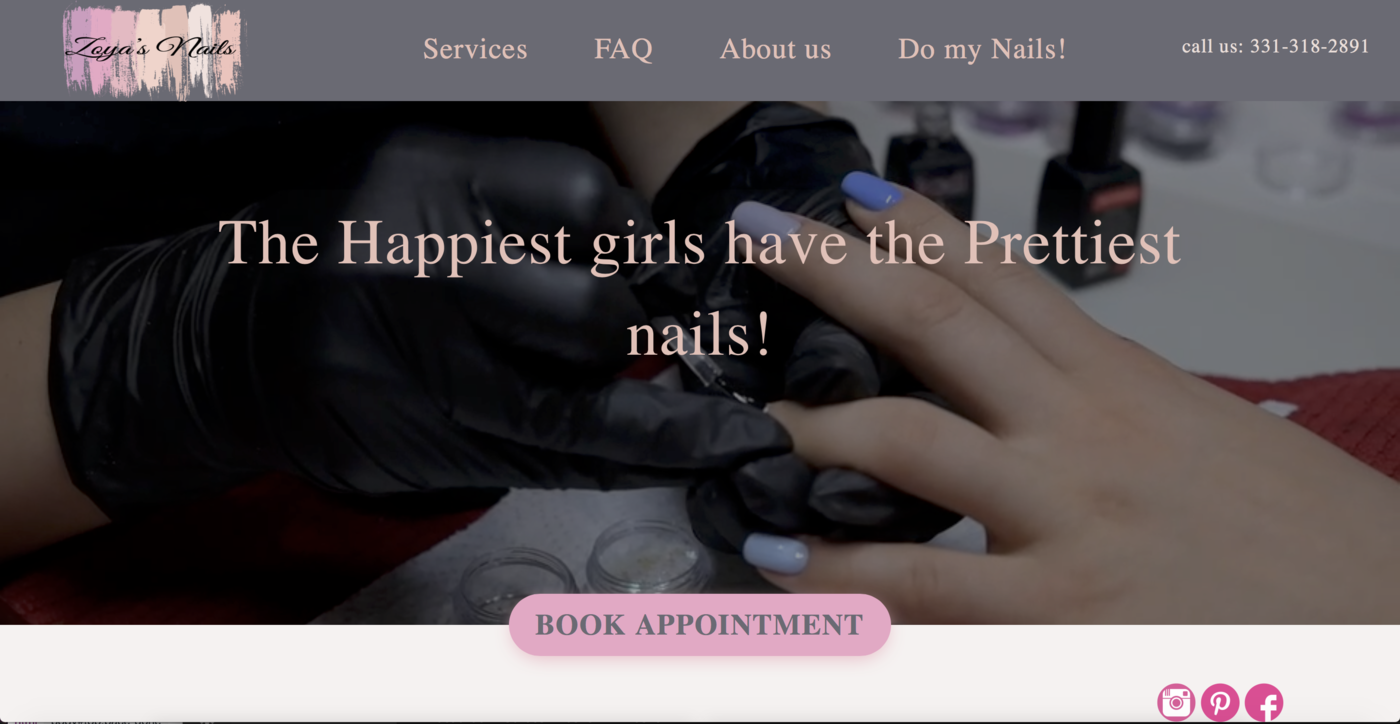 Zoya's Nails
Services FAQ About us Do my Nails! call us: 331-318-2891
The Happiest girls have the Prettiest
nails!
BOOK APPOINTMENT